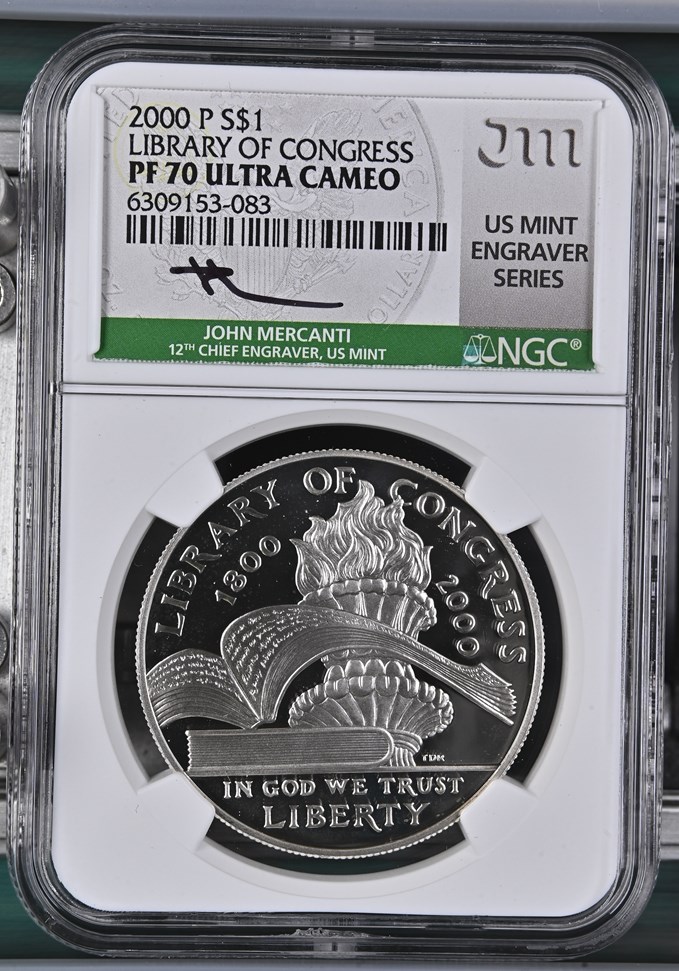 2000 P S$1
LIBRARY OF CONGRESS
PF 70 ULTRA CAMEO
6309153-083
US MINT
ENGRAVER
SERIES
JOHN MERCANTI
12TH CHIEF ENGRAVER, US MINT
NGC®
LIBRARY OF CONGRESS
1800
2000
IN GOD WE TRUST
LIBERTY